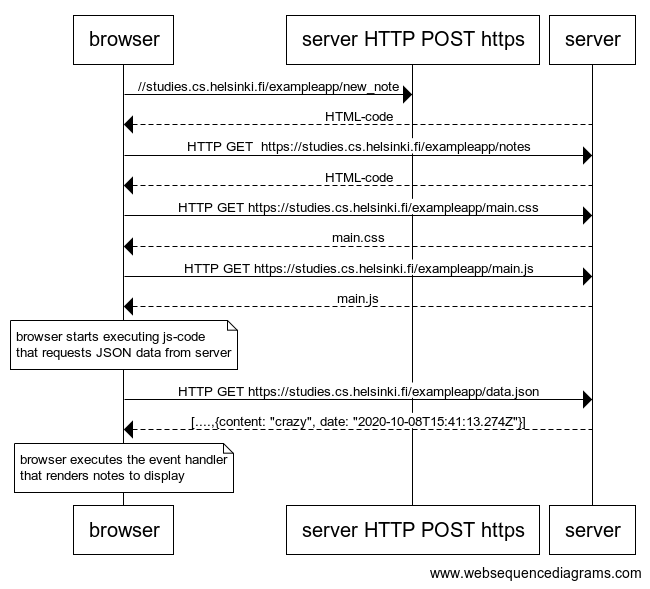 browser
server HTTP POST https
server
//studies.cs.helsinki.fi/exampleapp/new_note
HTML-code
HTTP GET  https://studies.cs.helsinki.fi/exampleapp/notes
HTML-code
HTTP GET https://studies.cs.helsinki.fi/exampleapp/main.css
main.css
HTTP GET https://studies.cs.helsinki.fi/exampleapp/main.js
main.js
browser starts executing js-code
that requests JSON data from server
HTTP GET https://studies.cs.helsinki.fi/exampleapp/data.json
[....,{content: "crazy", date: "2020-10-08T15:41:13.274Z"}]
browser executes the event handler
that renders notes to display
browser
server HTTP POST https
server
www.websequencediagrams.com